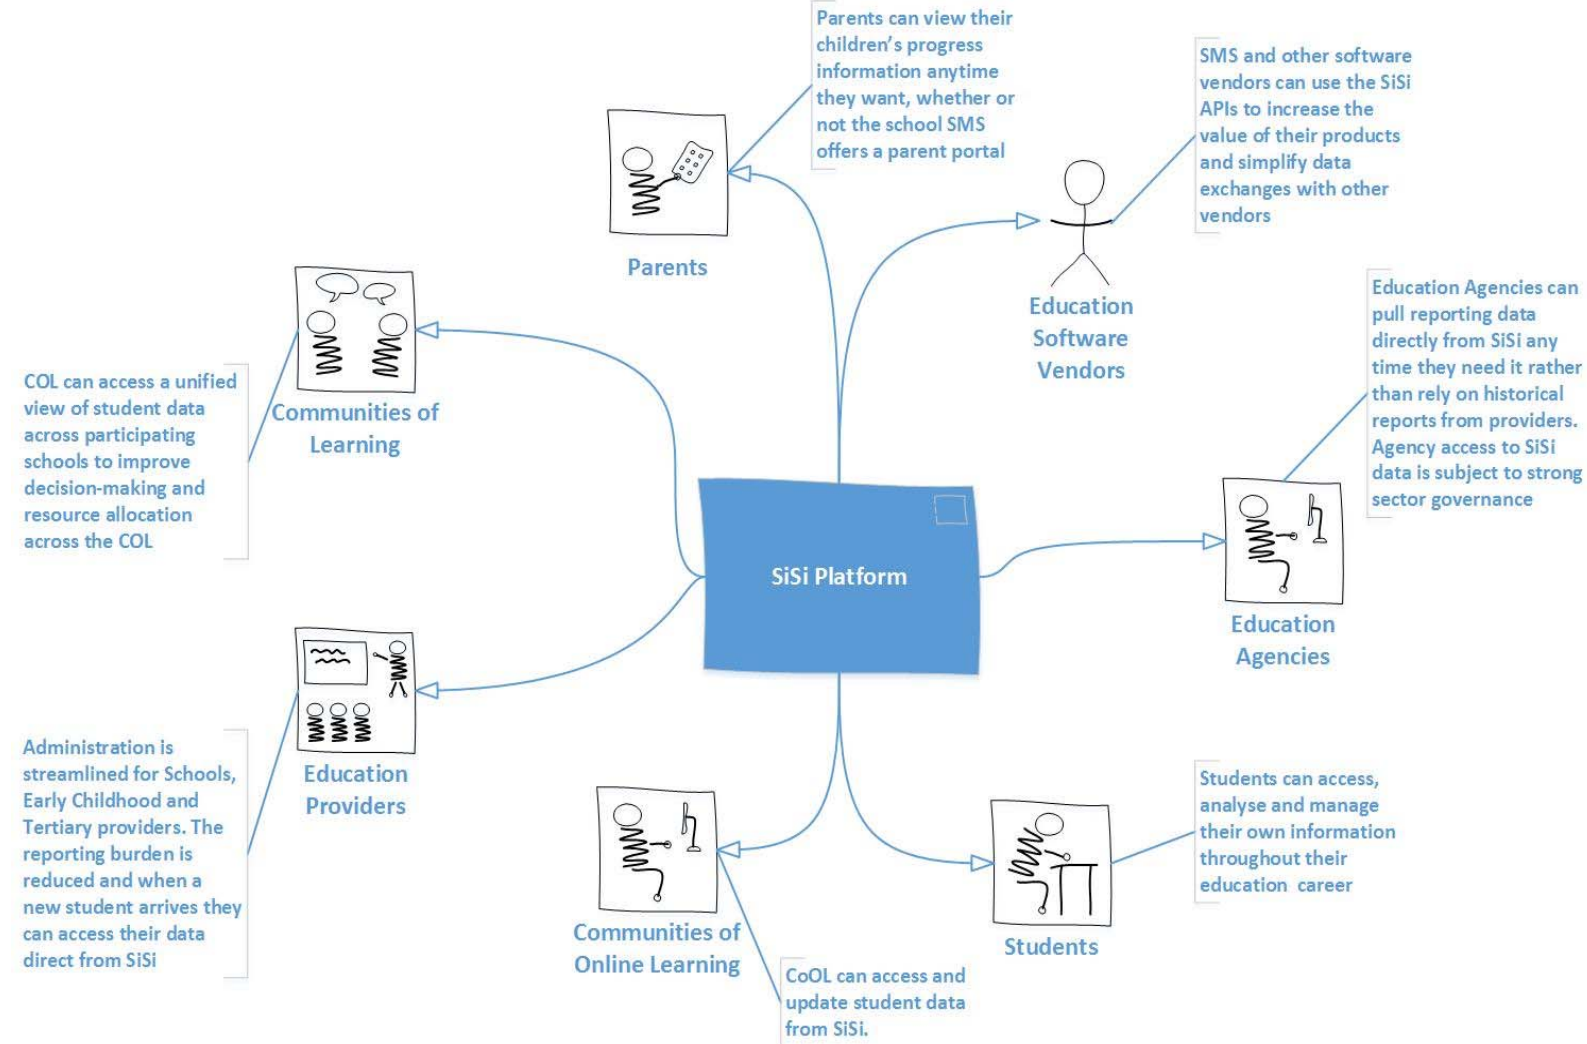 Parents can view their
children's progress
information anytime
they want, whether or
not the school SMS
offers a parent portal
SMS and other software
vendors can use the SiSi
APIs to increase the
value of their products
and simplify data
exchanges with other
vendors
Parents
Education
Software
Vendors
Education Agencies can
pull reporting data
directly from SiSi any
time they need it rather
than rely on historical
reports from providers.
Agency access to SiSi
data is subject to strong
sector governance
COL can access a unified
view of student data
across participating
schools to improve
decision-making and
resource allocation
across the COL
Communities of
Learning
SiSi Platform
Education
Agencies
Administration is
streamlined for Schools,
Early Childhood and
Tertiary providers. The
reporting burden is
reduced and when a
new student arrives they
can access their data
direct from SiSi
Education
Providers
Students can access,
analyse and manage
their own information
throughout their
education  career
Communities of
Online Learning
Students
CoOL can access and
update student data
from SiSi.